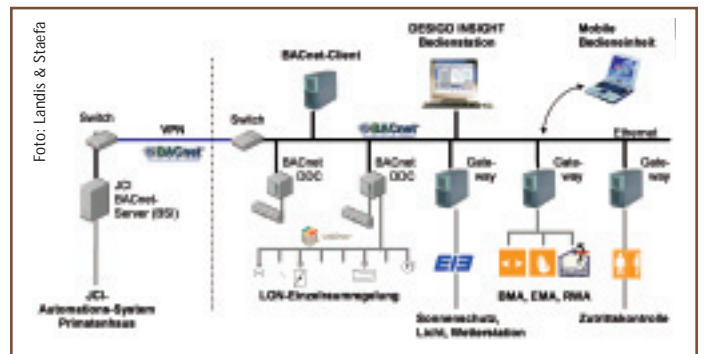 Foto: Landis & Staefa
DESIGO INSIGHT
Bedienstation
Mobile
Bedieneinheit
BACnet-Client
Switch
VPN
Switch
BACnet
BACnet
Ethernet
JCI
BACnet-
Server (BSI)
BACnet
DDC
BACnet
DDC
Gate-
way
Gate-
way
Gate-
way
JCI-
Automations-System
Primatenhaus
LON-Einzelraumregelung
EIB
Sonnenschutz,
Licht, Wetterstation
BMA, EMA, RWA
Zutrittskontrolle